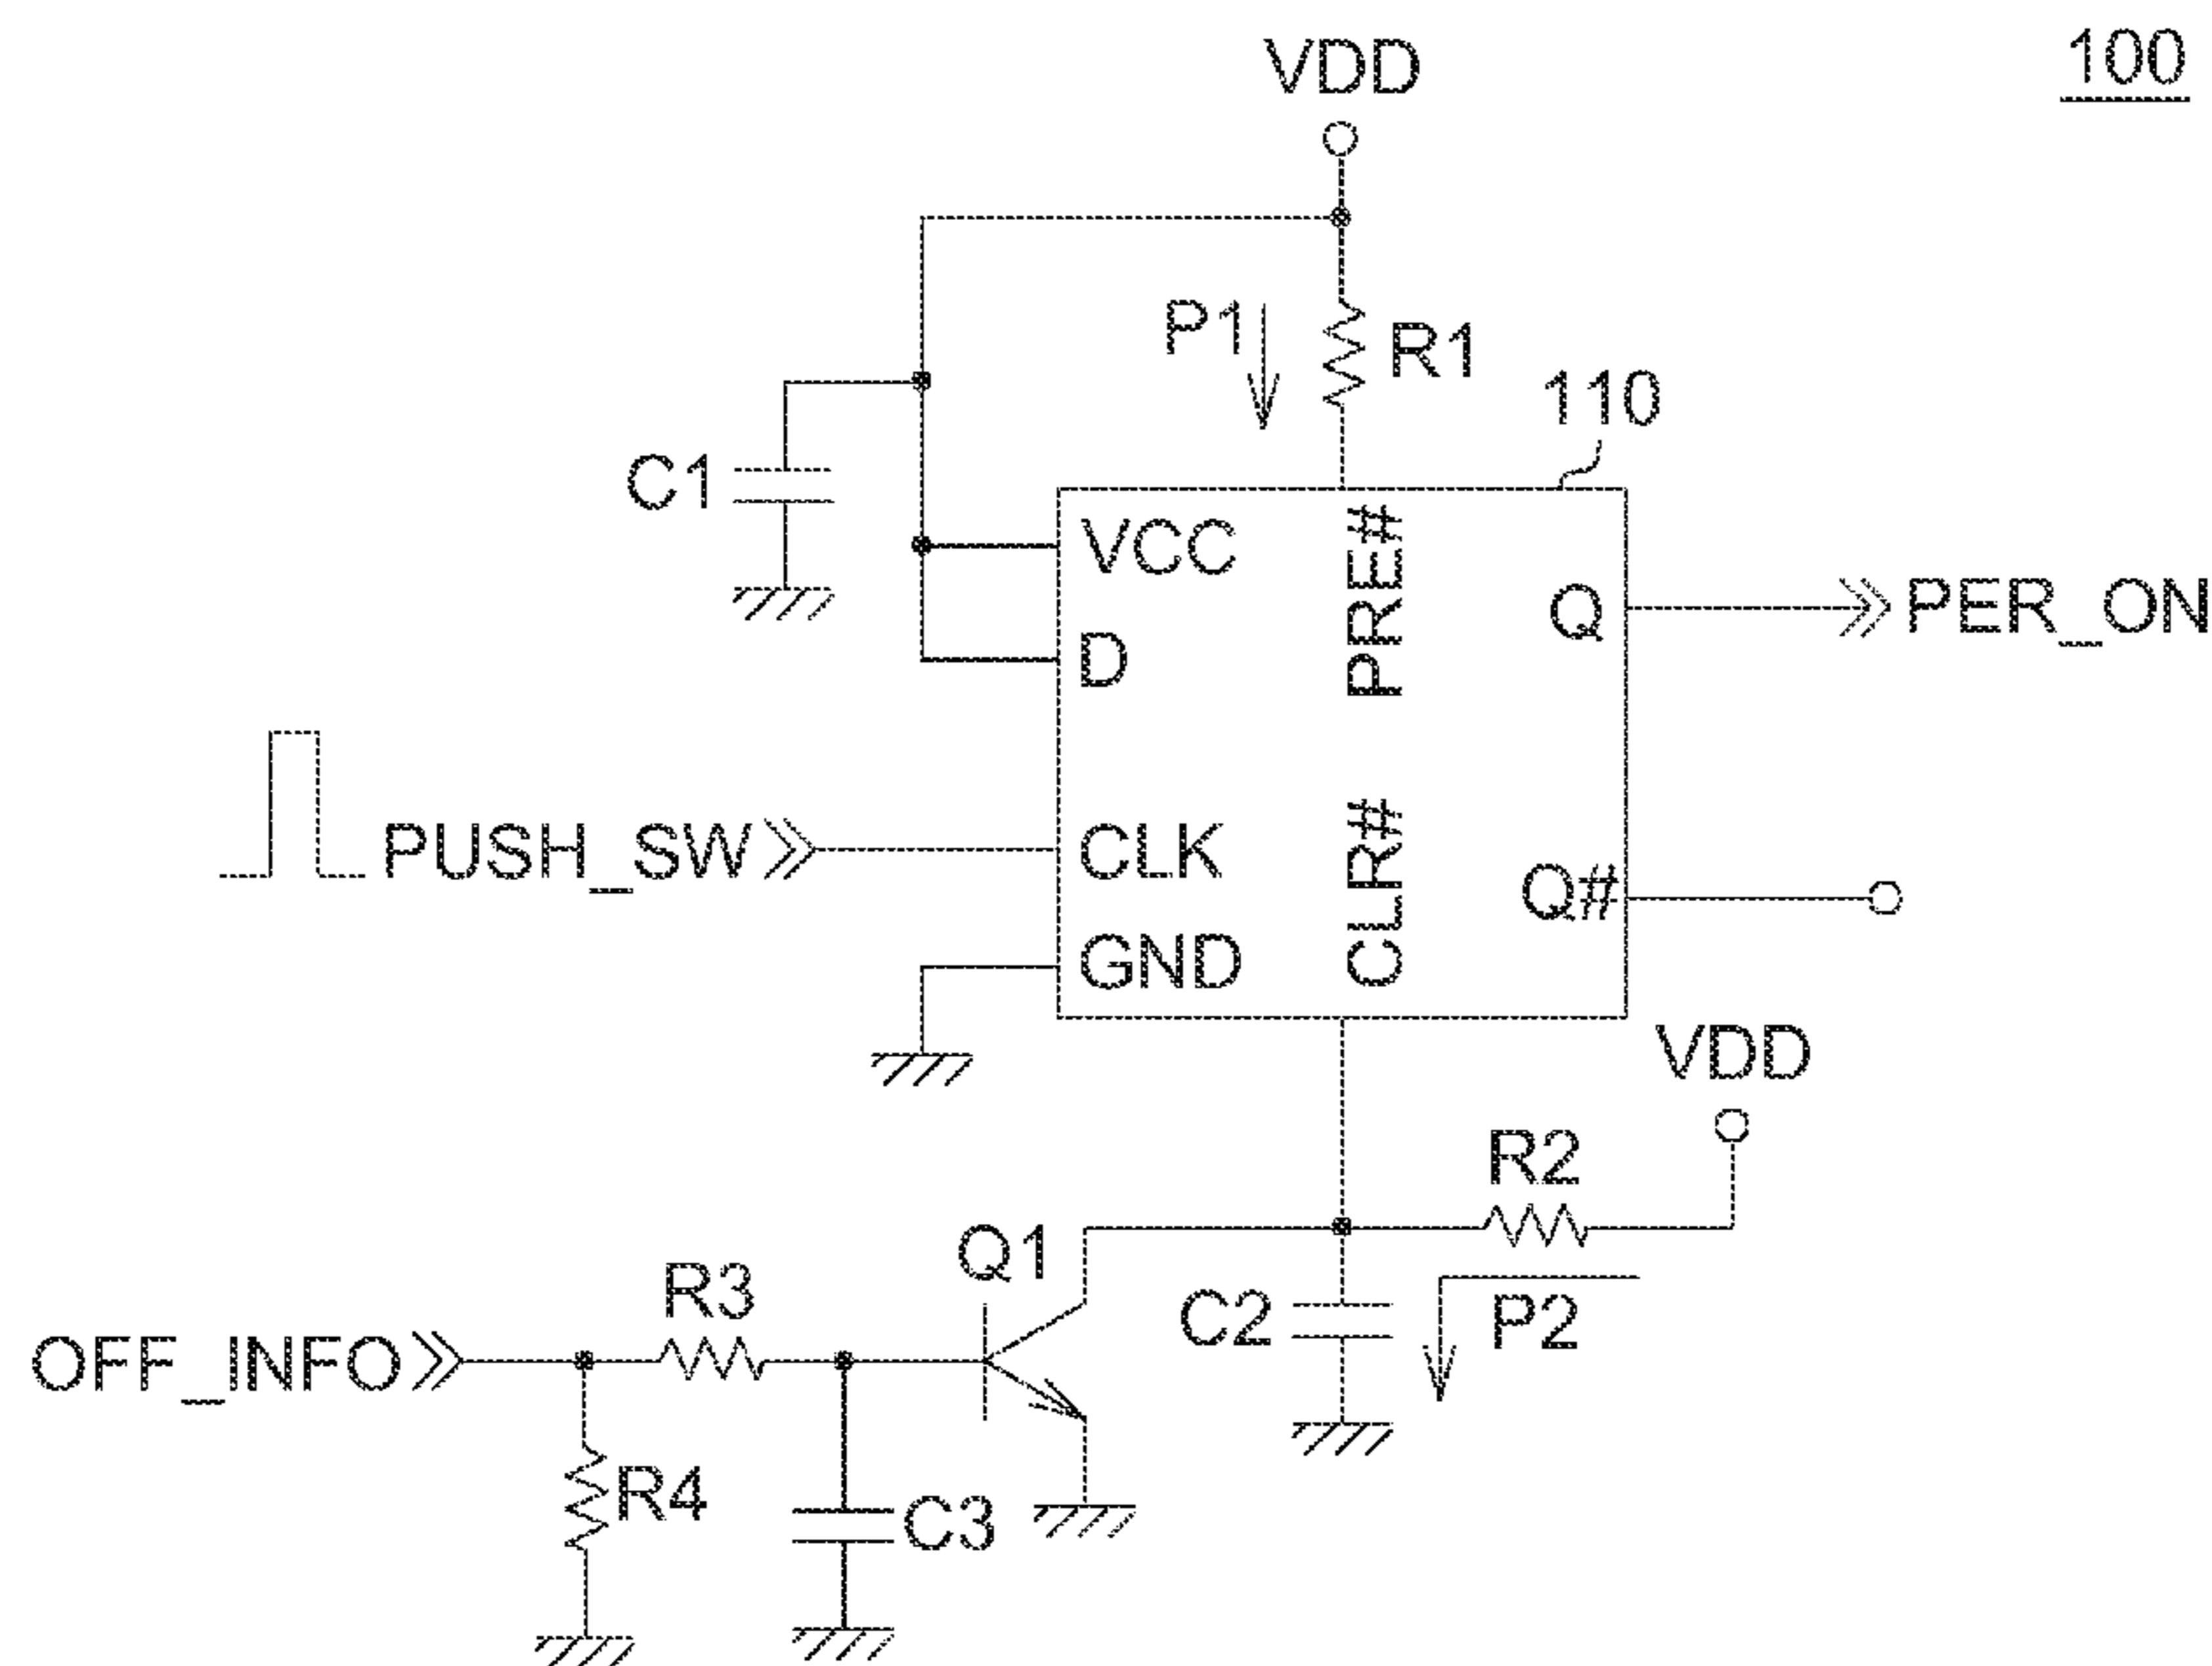 100
VDD
P1
R1
110
C1
VCC
PRE#
Q
PER_ON
D
PUSH_SW
CLK
CLR#
Q#
GND
VDD
R2
Q1
R3
C2
P2
OFF_INFO
R4
C3